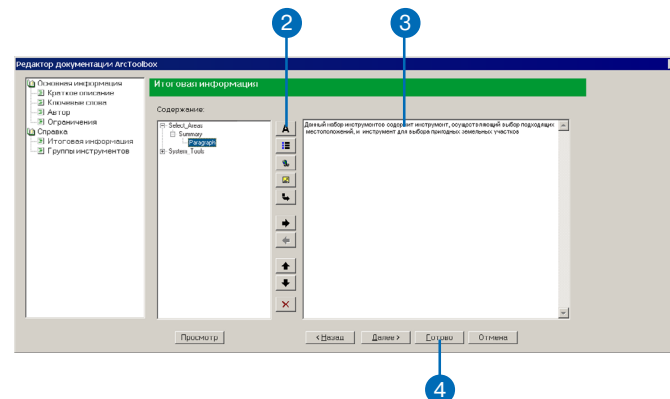 2
3
Редактор документации ArcToolbox
Основная информация
Краткое описание
Ключевые слова
Автор
Ограничения
Справка
Итоговая информация
Группы инструментов
Итоговая информация
Содержание:
Select_Areas
Summary
Paragraph
System_Tools
A
Данный набор инструментов содержит инструмент, осуществляющий выбор подходящих
местоположений, и инструмент для выбора пригодных земельных участков
Просмотр
< Назад
Далее >
Готово
Отмена
4